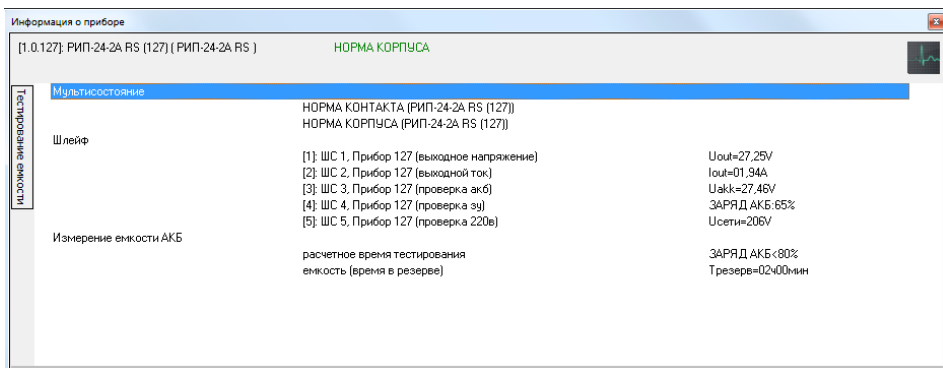 Информация о приборе
[1.0.127]: РИП-24-2А RS (127) ( РИП-24-2А RS ) НОРМА КОРПУСА
Тестирование емкости
Мультисостояние
НОРМА КОНТАКТА (РИП-24-2А RS (127))
НОРМА КОРПУСА (РИП-24-2А RS (127))
Шлейф
[1]: ШС 1, Прибор 127 (выходное напряжение) Uout=27,25V
[2]: ШС 2, Прибор 127 (выходной ток) Iout=01,94A
[3]: ШС 3, Прибор 127 (проверка акб) Uakk=27,46V
[4]: ШС 4, Прибор 127 (проверка зу) ЗАРЯД АКБ:65%
[5]: ШС 5, Прибор 127 (проверка 220в) Uсети=206V
Измерение емкости АКБ
расчетное время тестирования ЗАРЯД АКБ<80%
емкость (время в резерве) Tрезерв=02ч00мин